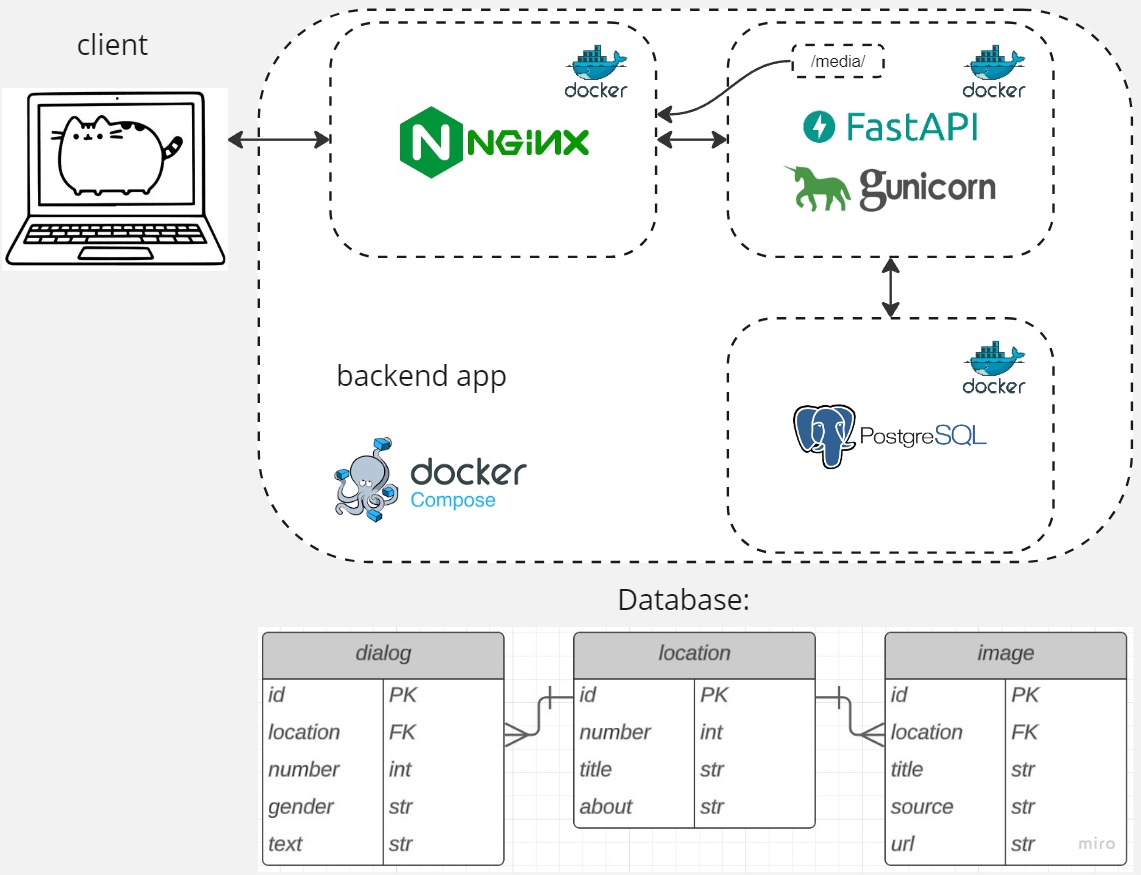 client
docker
NGINX
/media/
docker
FastAPI
gunicorn
backend app
docker
Compose
docker
PostgreSQL
Database:
dialog
id PK
location FK
number int
gender str
text str
location
id PK
number int
title str
about str
image
id PK
location FK
title str
source str
url str
miro